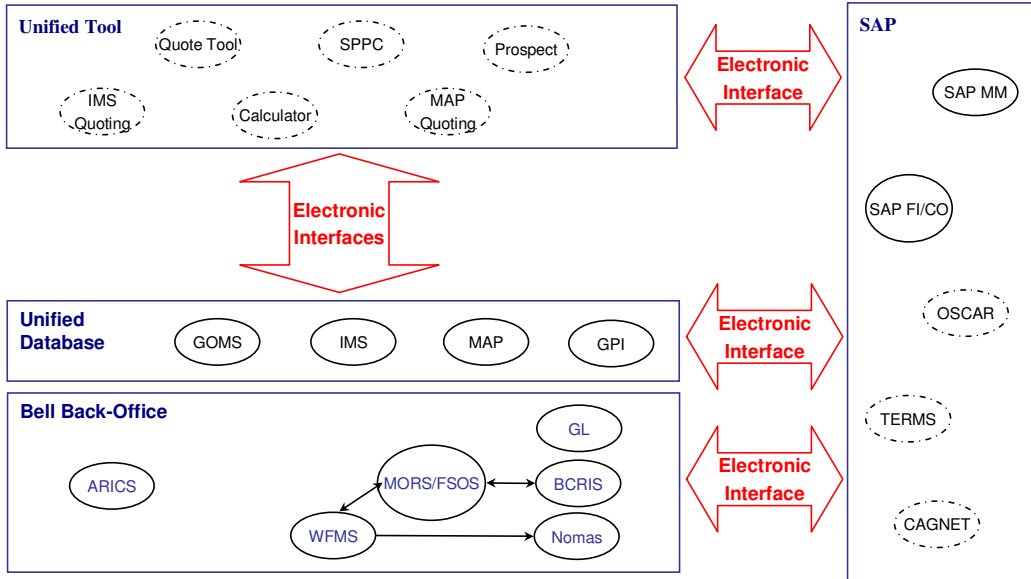 Unified Tool
Quote Tool
SPPC
Prospect
IMS
Quoting
Calculator
MAP
Quoting
Electronic
Interface
SAP
SAP MM
SAP FI/CO
OSCAR
TERMS
CAGNET
Electronic
Interfaces
Unified
Database
GOMS
IMS
MAP
GPI
Electronic
Interface
Bell Back-Office
GL
ARICS
MORS/FSOS
BCRIS
WFMS
Nomas
Electronic
Interface